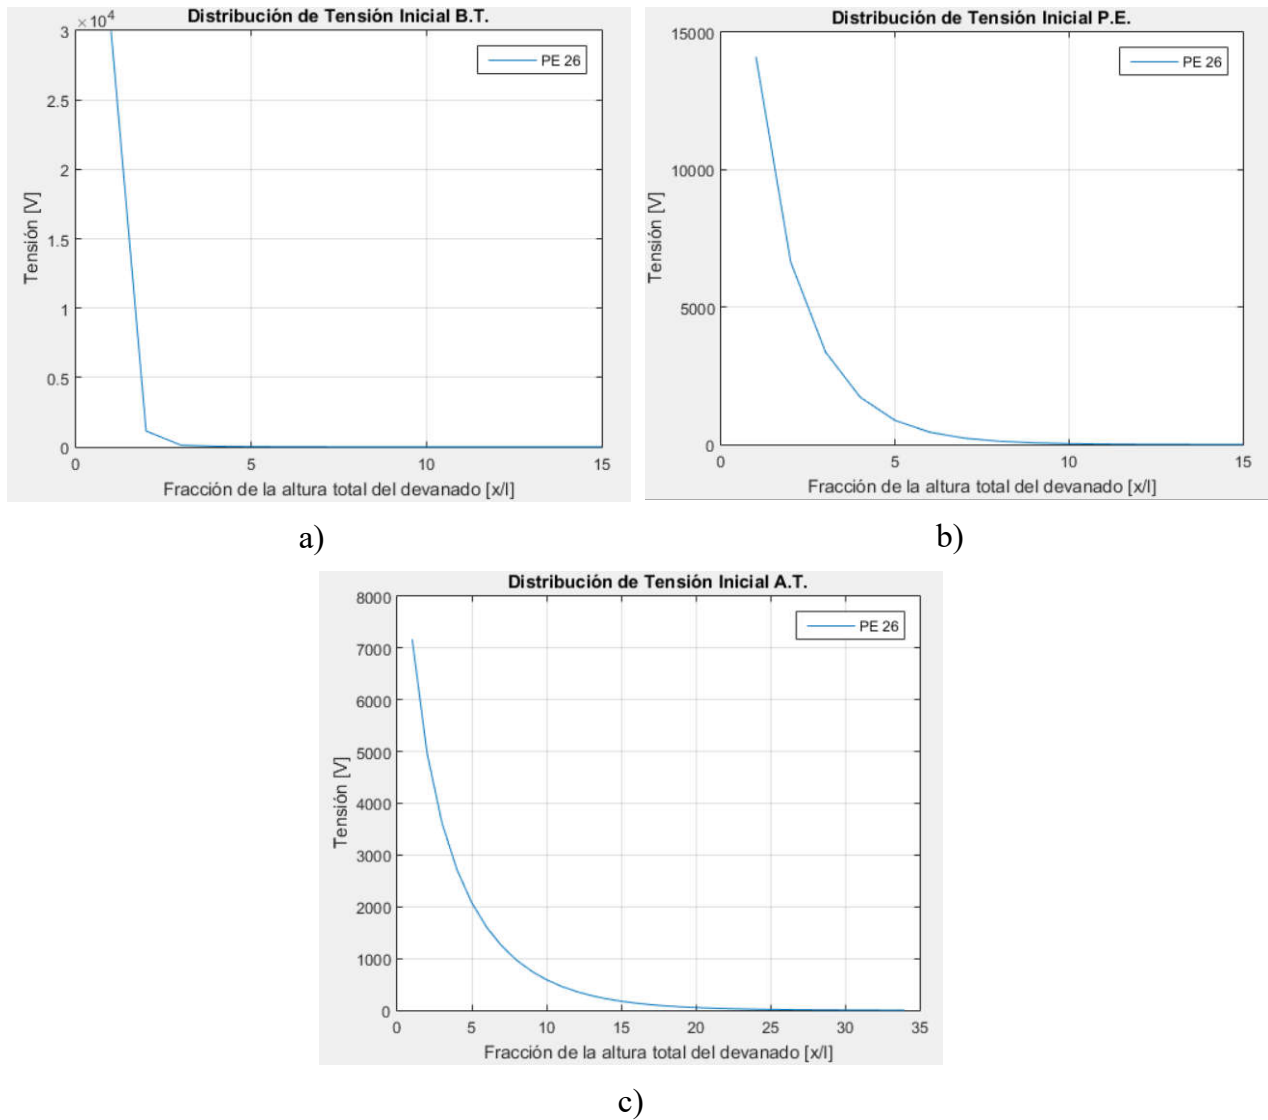 Distribución de Tensión Inicial B.T.
×10^4
3
2.5
2
1.5
1
0.5
0
Tensión [V]
PE 26
0 5 10 15
Fracción de la altura total del devanado [x/l]
a)
Distribución de Tensión Inicial P.E.
15000
10000
5000
0
Tensión [V]
PE 26
0 5 10 15
Fracción de la altura total del devanado [x/l]
b)
Distribución de Tensión Inicial A.T.
8000
7000
6000
5000
4000
3000
2000
1000
0
Tensión [V]
PE 26
0 5 10 15 20 25 30 35
Fracción de la altura total del devanado [x/l]
c)